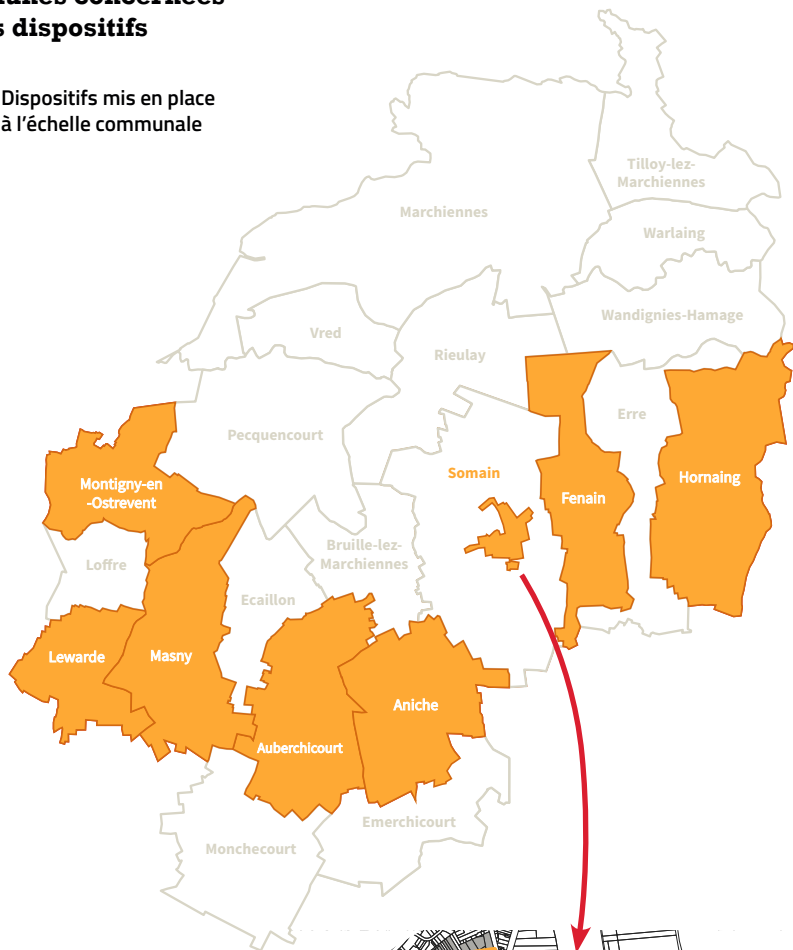 concernées
s dispositifs
Dispositifs mis en place
à l'échelle communale
Tilloy-lez-
Marchiennes
Marchiennes
Warlaing
Wandignies-Hamage
Vred
Rieulay
Erre
Pecquencourt
Somain
Hornaing
Montigny-en
-Ostrevent
Fenain
Bruille-lez-
Marchiennes
Loffre
Ecaillon
Lewarde
Masny
Aniche
Auberchicourt
Emerchicourt
Monchecourt